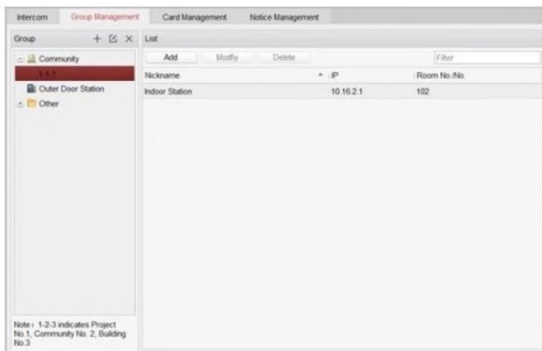 Intercom Group Management Card Management Notice Management
Group List
Community Add Modfiy Delete Filter
1-1-1 Nickname IP Room No./No.
Outer Door Station Indoor Station 10.16.2.1 102
Other
Note: 1-2-3 indicates Project
No.1, Community No. 2, Building
No.3